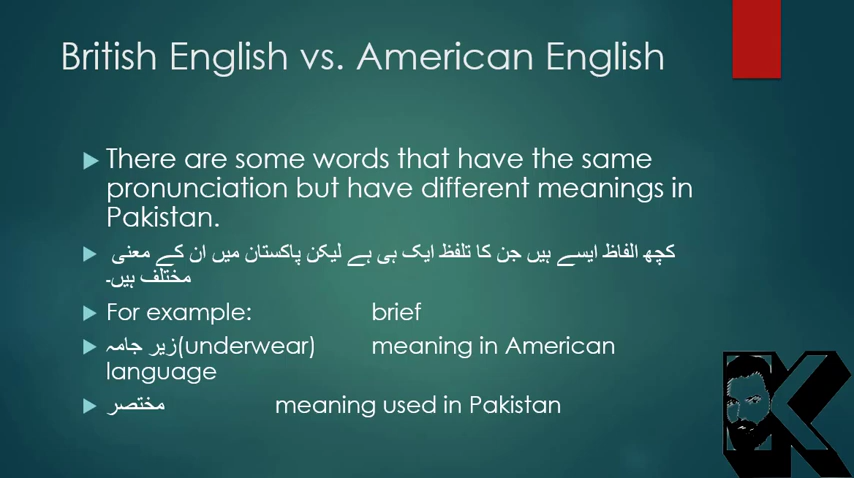 British English vs. American English
There are some words that have the same
pronunciation but have different meanings in
Pakistan.
کچھ الفاظ ایسے ہیں جن کا تلفظ ایک ہی ہے لیکن پاکستان میں ان کے معنی
مختلف ہیں۔
For example: brief
زیر جامہ(underwear) meaning in American
language
مختصر meaning used in Pakistan